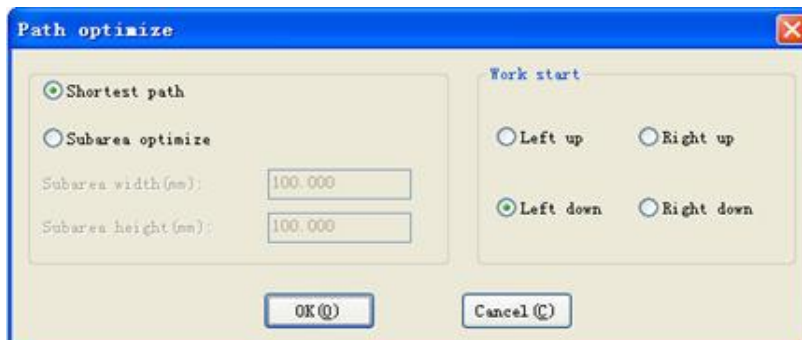 Path optimize
Shortest path
Subarea optimize
Subarea width(mm): 100.000
Subarea height(mm): 100.000
Work start
Left up Right up
Left down Right down
OK(O) Cancel(C)